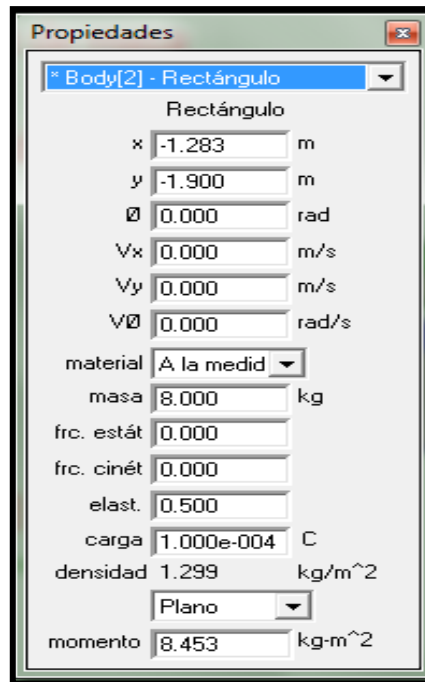 Propiedades
* Body[2] - Rectángulo
Rectángulo
x -1.283 m
y -1.900 m
Ø 0.000 rad
Vx 0.000 m/s
Vy 0.000 m/s
VØ 0.000 rad/s
material A la medid
masa 8.000 kg
frc. estát 0.000
frc. cinét 0.000
elast. 0.500
carga 1.000e-004 C
densidad 1.299 kg/m^2
Plano
momento 8.453 kg-m^2